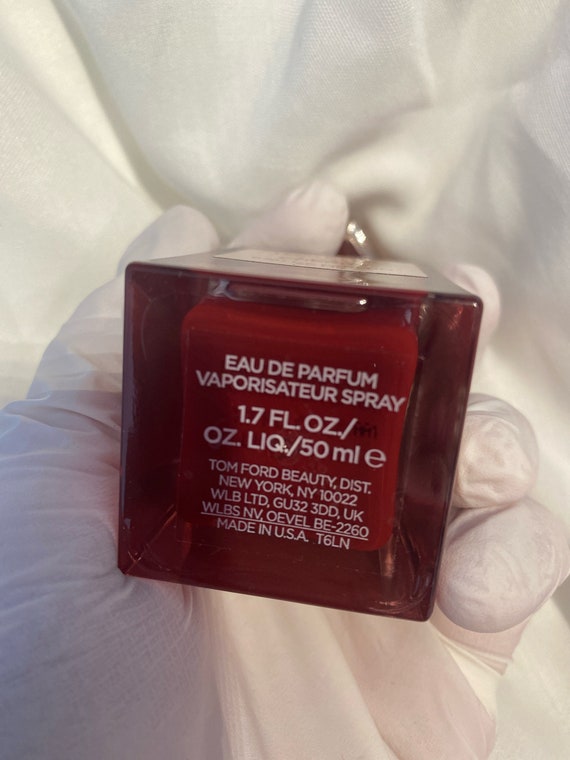 EAU DE PARFUM
VAPORISATEUR SPRAY
1.7 FL. OZ./
OZ. LIQ./50 ml e
TOM FORD BEAUTY, DIST.
NEW YORK, NY 10022
WLB LTD, GU32 3DD, UK
WLBS NV, OEVEL BE-2260
MADE IN U.S.A. T6LN